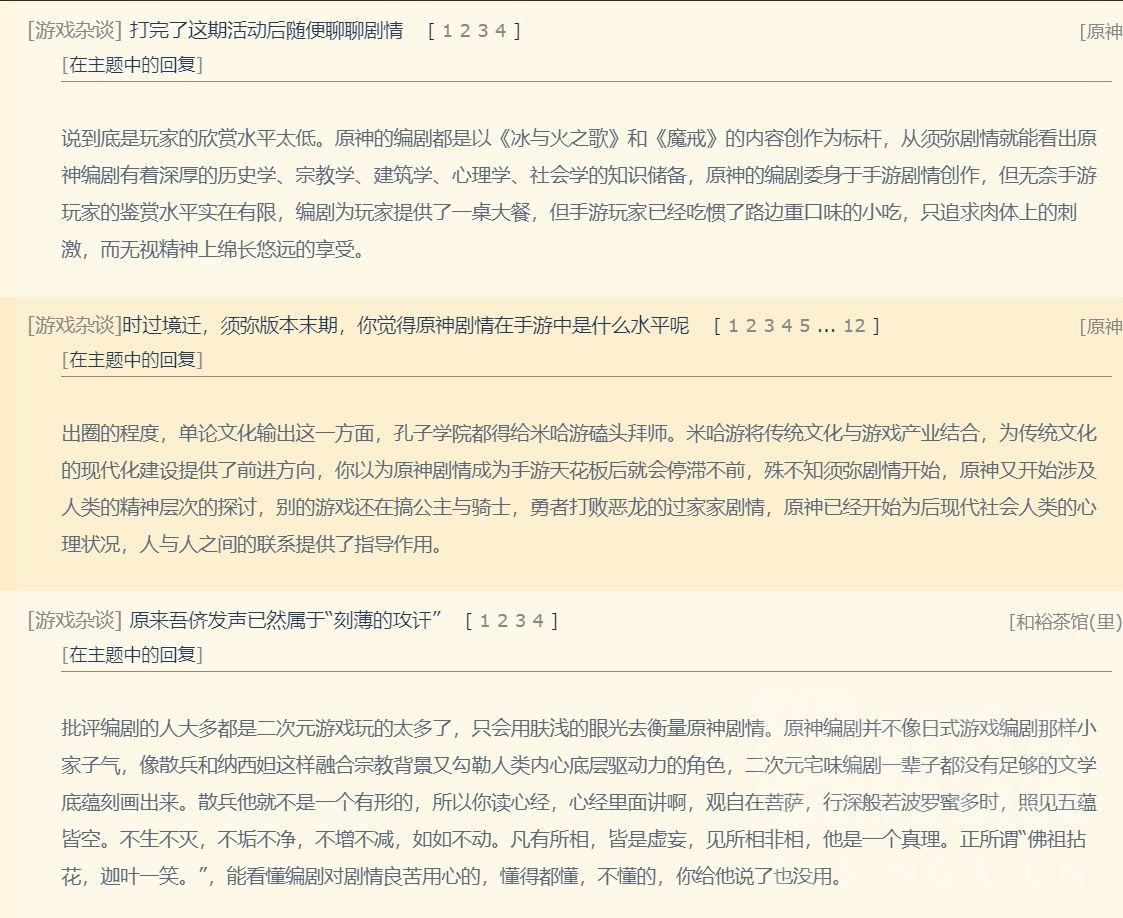 [游戏杂谈] 打完了这期活动后随便聊聊剧情 [ 1 2 3 4 ] [原神
[在主题中的回复]
说到底是玩家的欣赏水平太低。原神的编剧都是以《冰与火之歌》和《魔戒》的内容创作为标杆，从须弥剧情就能看出原
神编剧有着深厚的历史学、宗教学、建筑学、心理学、社会学的知识储备，原神的编剧委身于手游剧情创作，但无奈手游
玩家的鉴赏水平实在有限，编剧为玩家提供了一桌大餐，但手游玩家已经吃惯了路边重口味的小吃，只追求肉体上的刺
激，而无视精神上绵长悠远的享受。
[游戏杂谈]时过境迁，须弥版本末期，你觉得原神剧情在手游中是什么水平呢 [ 1 2 3 4 5 ... 12 ] [原神
[在主题中的回复]
出圈的程度，单论文化输出这一方面，孔子学院都得给米哈游磕头拜师。米哈游将传统文化与游戏产业结合，为传统文化
的现代化建设提供了前进方向，你以为原神剧情成为手游天花板后就会停滞不前，殊不知须弥剧情开始，原神又开始涉及
人类的精神层次的探讨，别的游戏还在搞公主与骑士，勇者打败恶龙的过家家剧情，原神已经开始为后现代社会人类的心
理状况，人与人之间的联系提供了指导作用。
[游戏杂谈] 原来吾侪发声已然属于“刻薄的攻讦” [ 1 2 3 4 ] [和裕茶馆(里)
[在主题中的回复]
批评编剧的人大多都是二次元游戏玩的太多了，只会用肤浅的眼光去衡量原神剧情。原神编剧并不像日式游戏编剧那样小
家子气，像散兵和纳西妲这样融合宗教背景又勾勒人类内心底层驱动力的角色，二次元宅味编剧一辈子都没有足够的文学
底蕴刻画出来。散兵他就不是一个有形的，所以你读心经，心经里面讲啊，观自在菩萨，行深般若波罗蜜多时，照见五蕴
皆空。不生不灭，不垢不净，不增不减，如如不动。凡有所相，皆是虚妄，见所相非相，他是一个真理。正所谓“佛祖拈
花，迦叶一笑。”，能看懂编剧对剧情良苦用心的，懂得都懂，不懂的，你给他说了也没用。